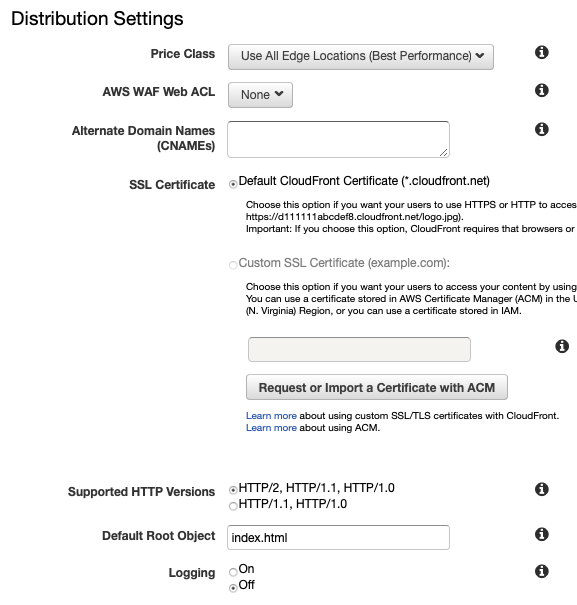 Distribution Settings
Price Class
Use All Edge Locations (Best Performance)
AWS WAF Web ACL
None
Alternate Domain Names
(CNAMEs)
SSL Certificate
Default CloudFront Certificate (*.cloudfront.net)
Choose this option if you want your users to use HTTPS or HTTP to acces
https://d111111abcdef8.cloudfront.net/logo.jpg).
Important: If you choose this option, CloudFront requires that browsers or
Custom SSL Certificate (example.com):
Choose this option if you want your users to access your content by using
You can use a certificate stored in AWS Certificate Manager (ACM) in the U
(N. Virginia) Region, or you can use a certificate stored in IAM.
Request or Import a Certificate with ACM
Learn more about using custom SSL/TLS certificates with CloudFront.
Learn more about using ACM.
Supported HTTP Versions
HTTP/2, HTTP/1.1, HTTP/1.0
HTTP/1.1, HTTP/1.0
Default Root Object
index.html
Logging
On
Off